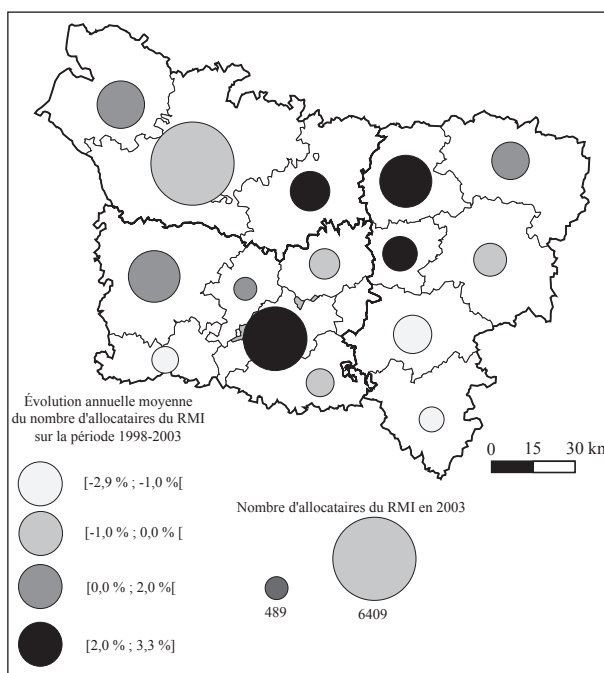 0 15 30 km
Évolution annuelle moyenne
du nombre d'allocataires du RMI
sur la période 1998-2003
[-2,9 % ; -1,0 %[
[-1,0 % ; 0,0 % [
[0,0 % ; 2,0 %[
[2,0 % ; 3,3 %]
Nombre d'allocataires du RMI en 2003
489
6409